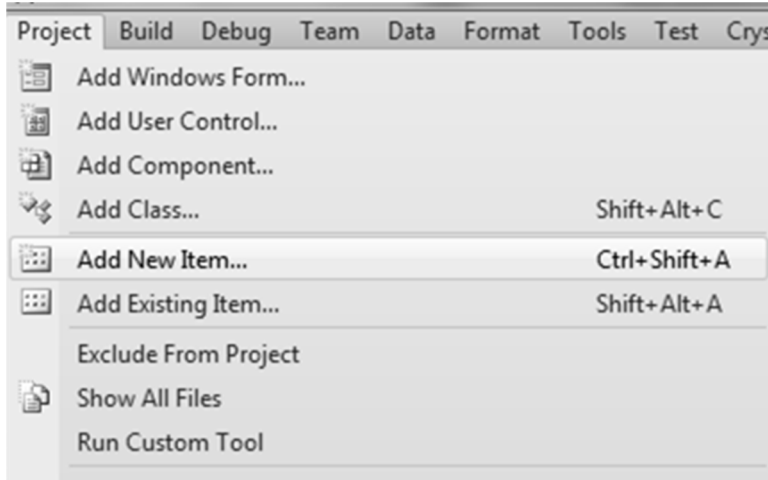 Project Build Debug Team Data Format Tools Test Crys
Add Windows Form...
Add User Control...
Add Component...
Add Class... Shift+Alt+C
Add New Item... Ctrl+Shift+A
Add Existing Item... Shift+Alt+A
Exclude From Project
Show All Files
Run Custom Tool